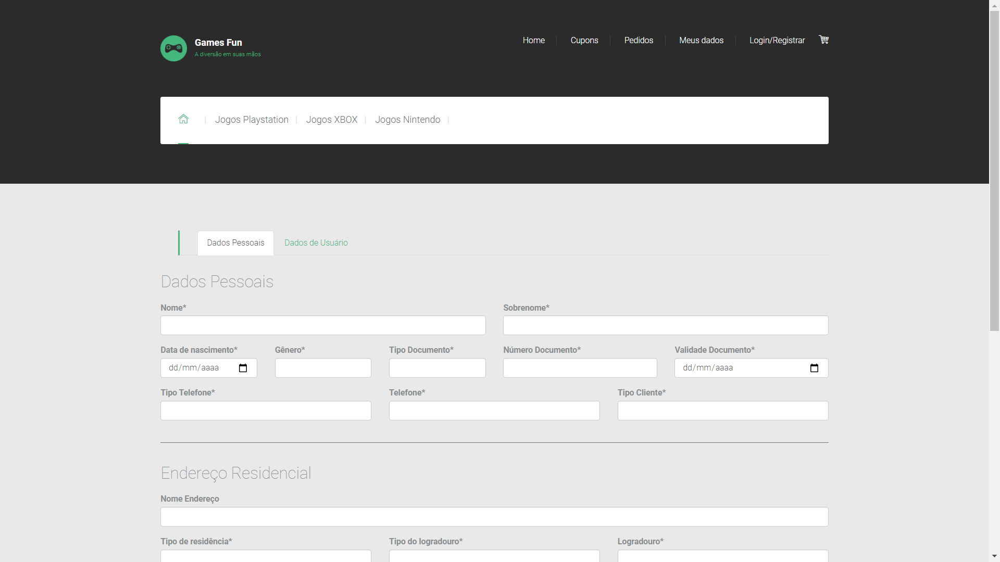 Games Fun
A diversão em suas mãos
Home
Cupons
Pedidos
Meus dados
Login/Registrar
Jogos Playstation
Jogos XBOX
Jogos Nintendo
Dados Pessoais
Dados de Usuário
Dados Pessoais
Nome*
Sobrenome*
Data de nascimento*
Gênero*
Tipo Documento*
Número Documento*
Validade Documento*
dd/mm/aaaa
dd/mm/aaaa
Tipo Telefone*
Telefone*
Tipo Cliente*
Endereço Residencial
Nome Endereço
Tipo de residência*
Tipo do logradouro*
Logradouro*